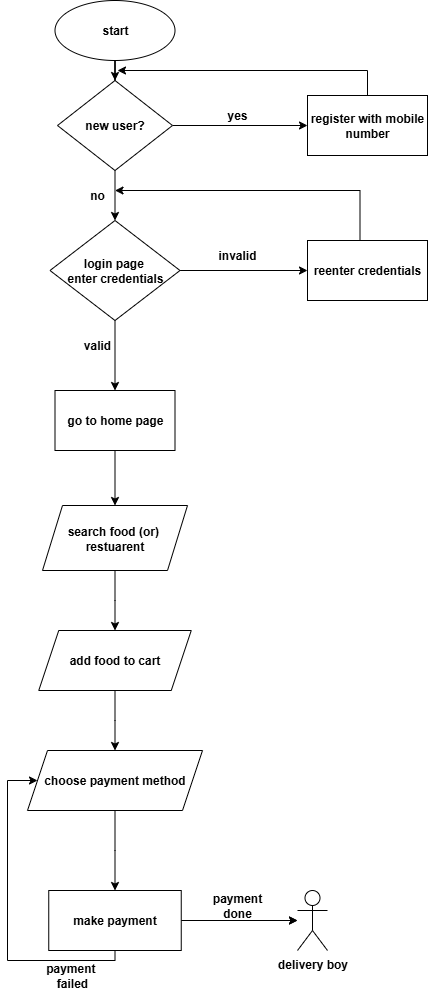 start
new user?
yes
register with mobile
number
no
login page
enter credentials
invalid
reenter credentials
valid
go to home page
search food (or)
restuarent
add food to cart
choose payment method
make payment
payment
done
payment
failed
delivery boy